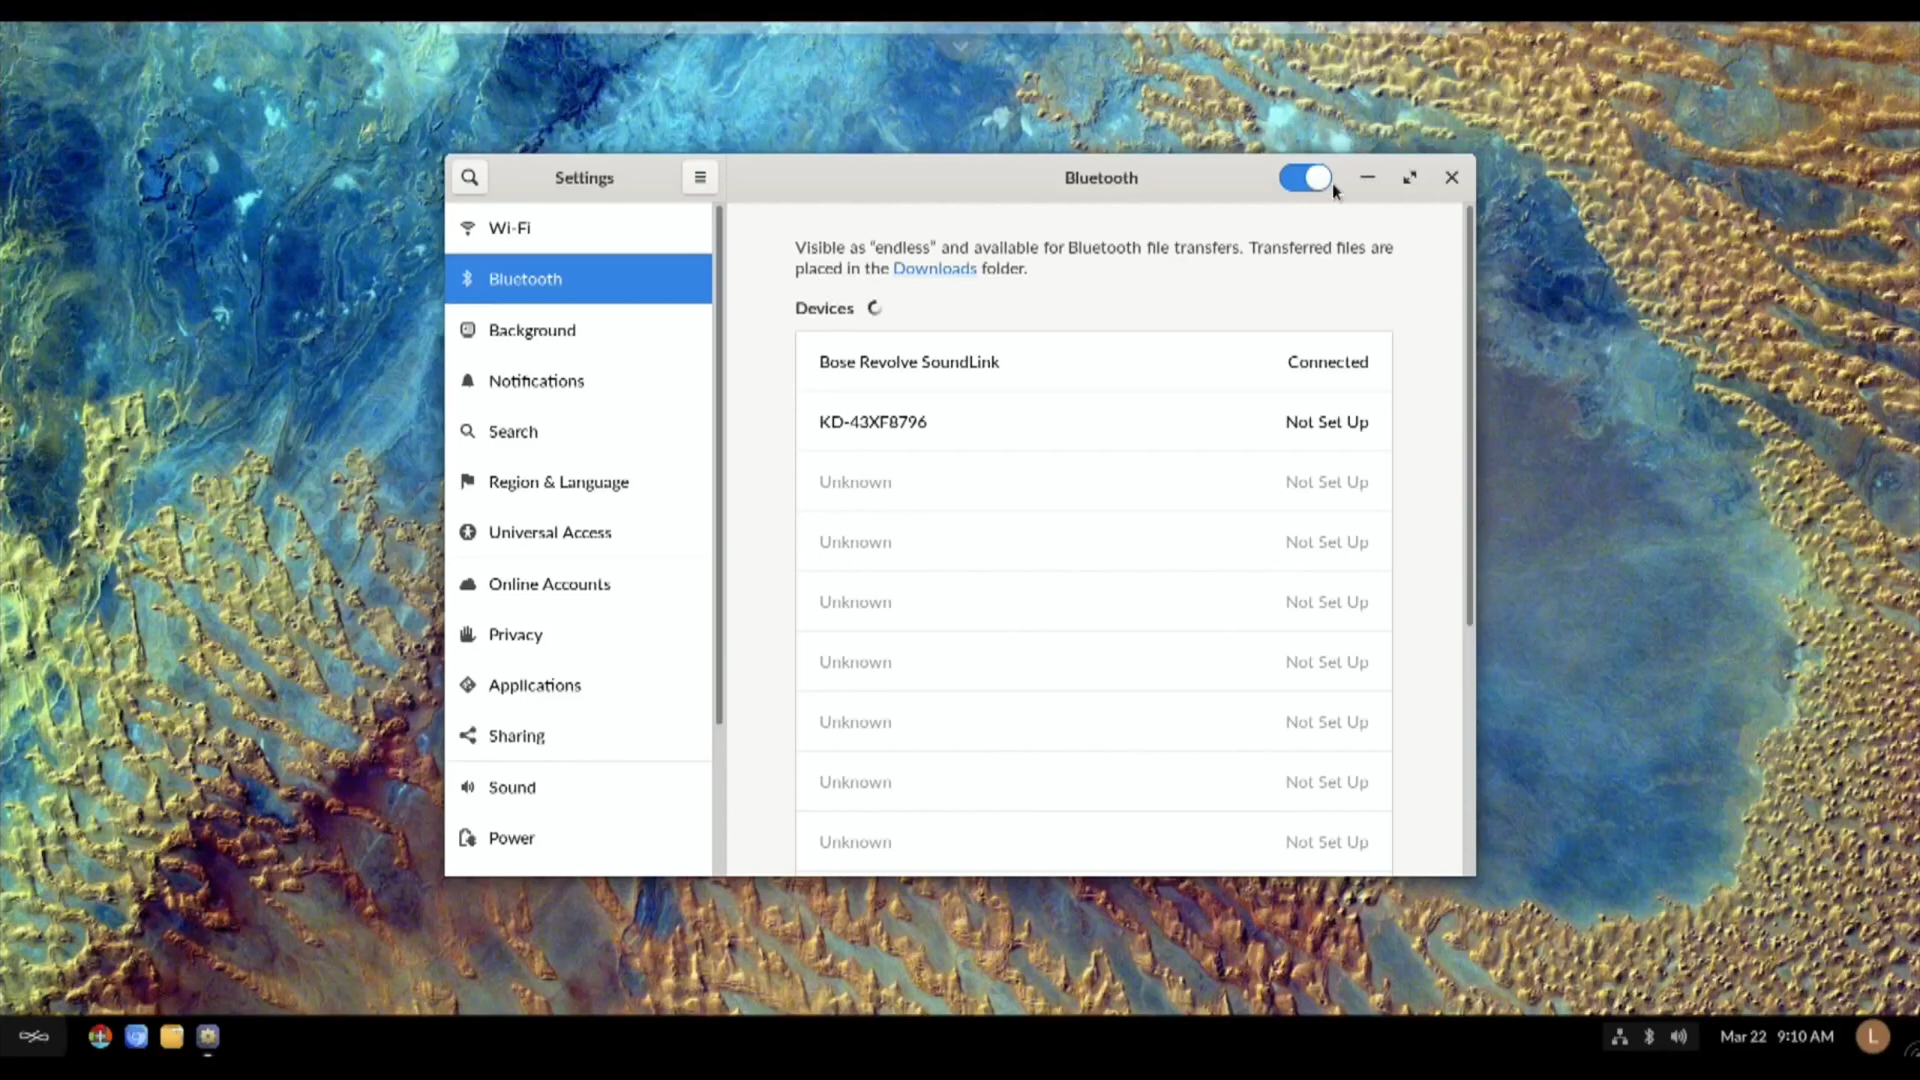 Settings
Bluetooth
Wi-Fi
Bluetooth
Background
Notifications
Search
Region & Language
Universal Access
Online Accounts
Privacy
Applications
Sharing
Sound
Power
Visible as “endless” and available for Bluetooth file transfers. Transferred files are
placed in the Downloads folder.
Devices
Bose Revolve SoundLink Connected
KD-43XF8796 Not Set Up
Unknown Not Set Up
Unknown Not Set Up
Unknown Not Set Up
Unknown Not Set Up
Unknown Not Set Up
Unknown Not Set Up
Unknown Not Set Up
Mar 22 9:10 AM
L